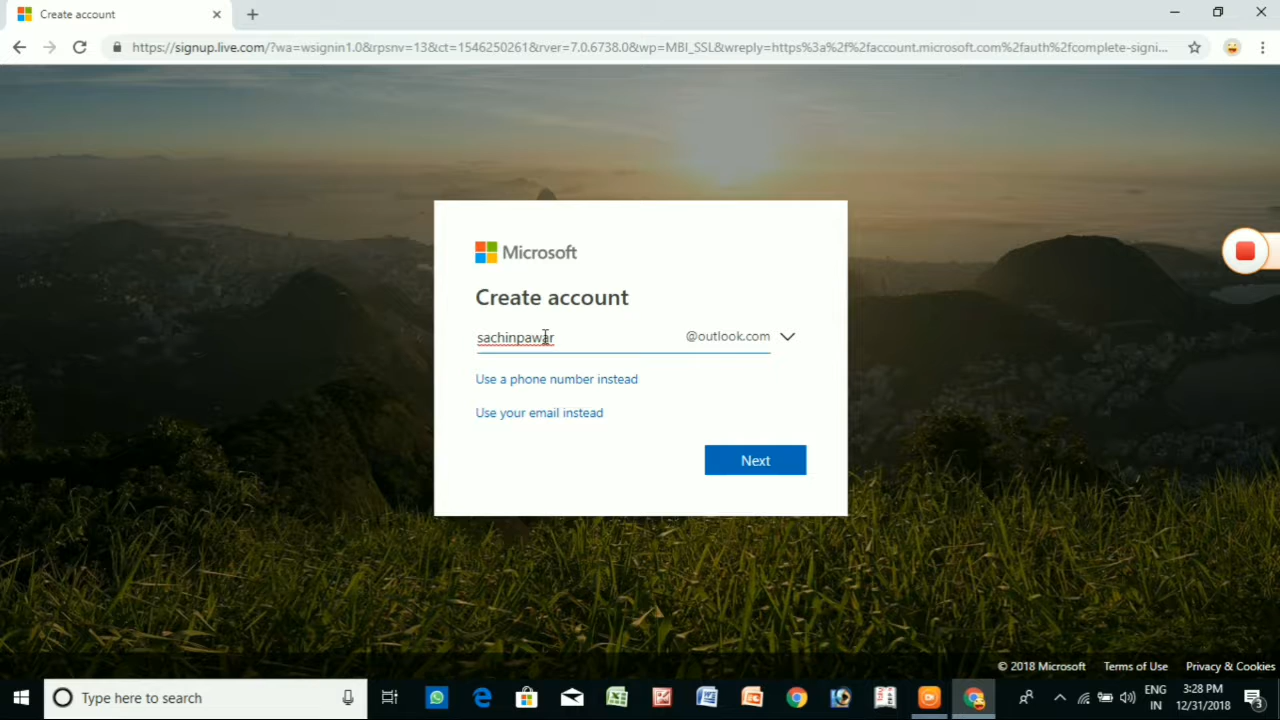 Create account
https://signup.live.com/?wa=wsignin1.0&rpsnv=13&ct=1546250261&rver=7.0.6738.0&wp=MBI_SSL&wreply=https%3a%2f%2faccount.microsoft.com%2fauth%2fcomplete-signi...
Microsoft
Create account
sachinpawar @outlook.com
Use a phone number instead
Use your email instead
Next
© 2018 Microsoft Terms of Use Privacy & Cookies
Type here to search
ENG 3:28 PM
IN 12/31/2018
3